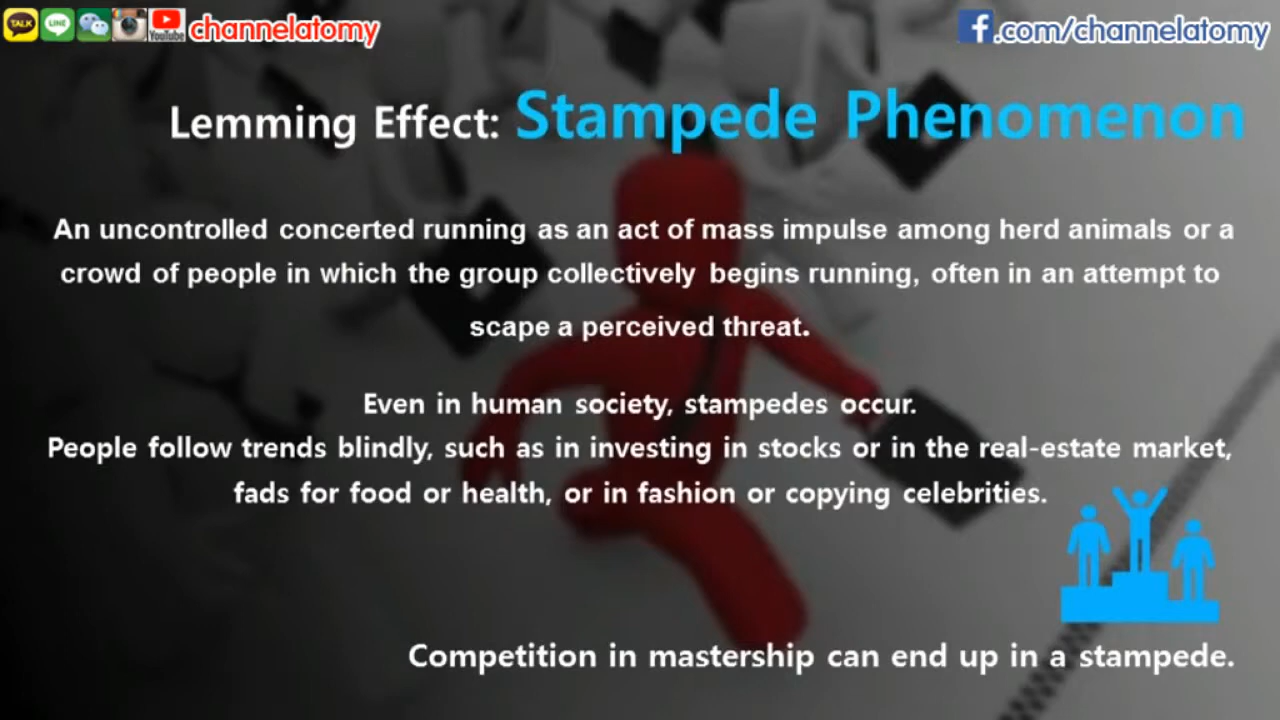 TALK LINE YouTube channelatomy f.com/channelatomy
Lemming Effect: Stampede Phenomenon
An uncontrolled concerted running as an act of mass impulse among herd animals or a
crowd of people in which the group collectively begins running, often in an attempt to
scape a perceived threat.
Even in human society, stampedes occur.
People follow trends blindly, such as in investing in stocks or in the real-estate market,
fads for food or health, or in fashion or copying celebrities.
Competition in mastership can end up in a stampede.